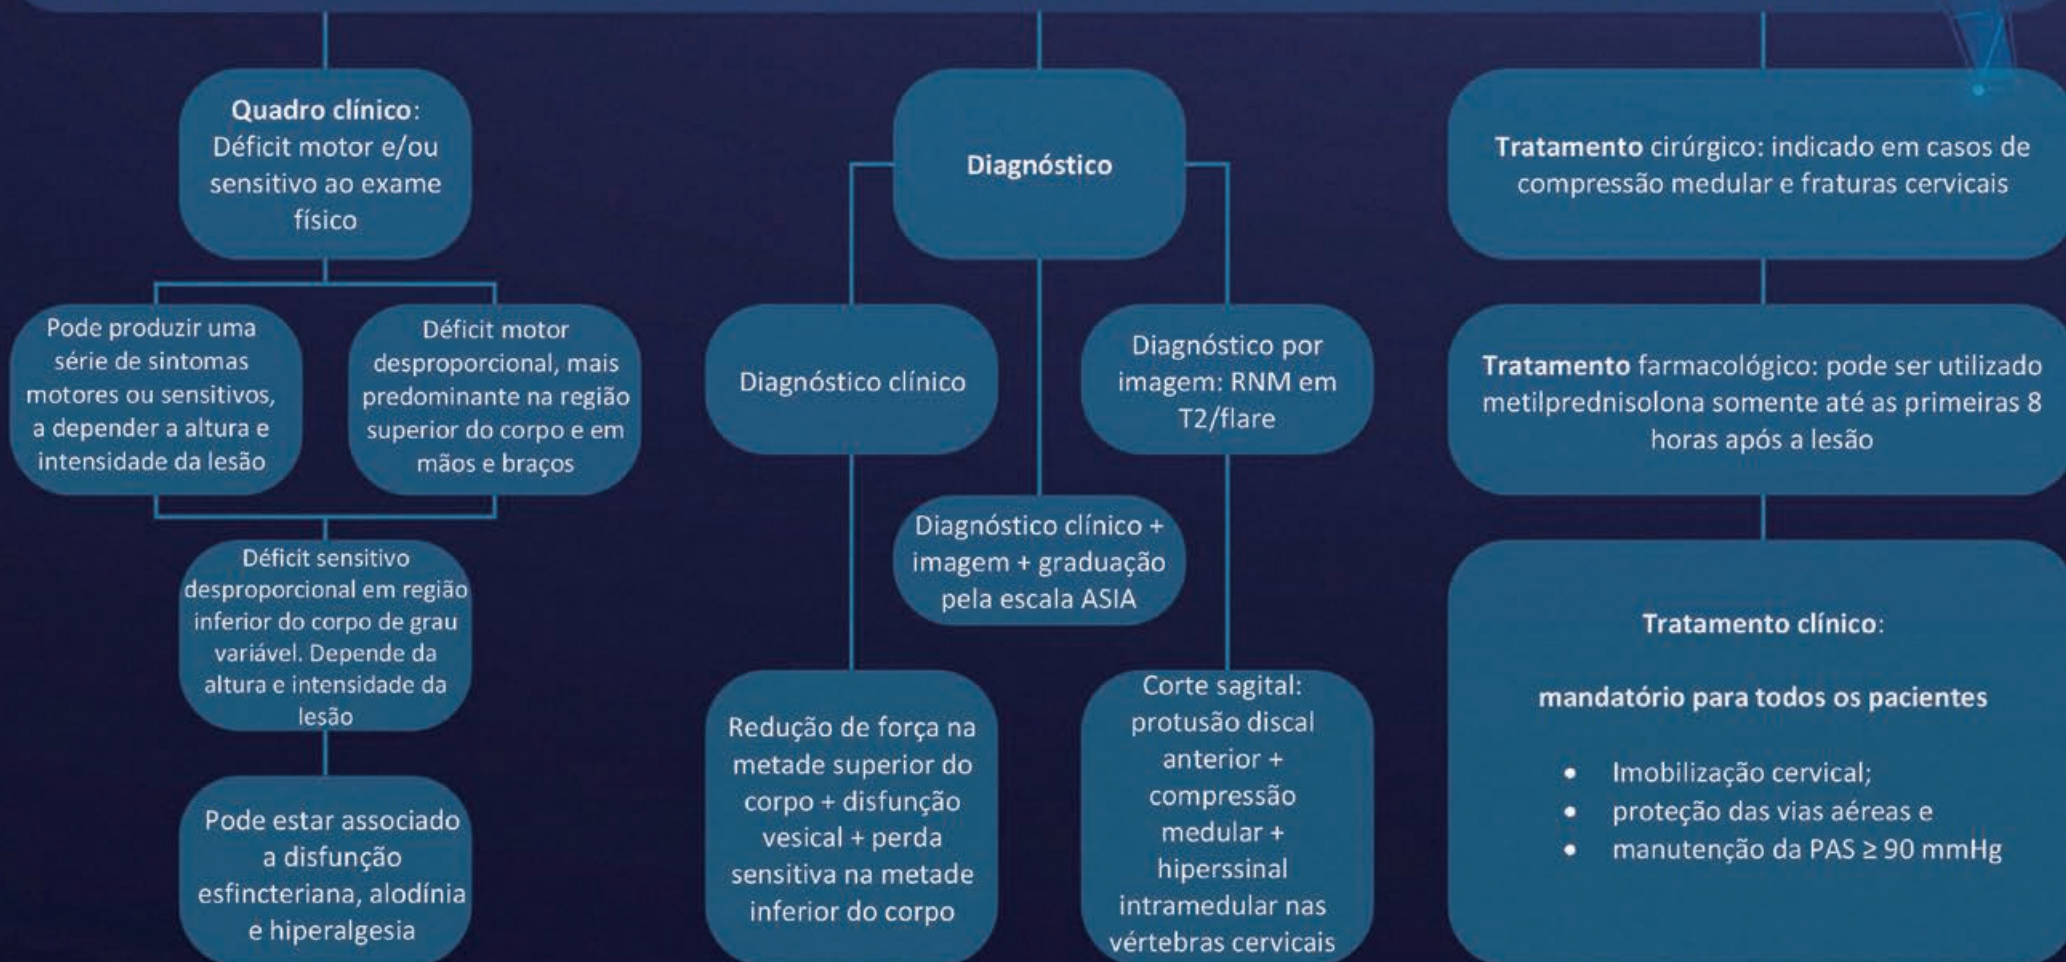 Quadro clínico:
Déficit motor e/ou
sensitivo ao exame
físico
Pode produzir uma
série de sintomas
motores ou sensitivos,
a depender a altura e
intensidade da lesão
Déficit motor
desproporcional, mais
predominante na região
superior do corpo e em
mãos e braços
Déficit sensitivo
desproporcional em região
inferior do corpo de grau
variável. Depende da
altura e intensidade da
lesão
Pode estar associado
a disfunção
esfincteriana, alodínia
e hiperalgesia
Diagnóstico
Diagnóstico clínico
Diagnóstico por
imagem: RNM em
T2/flare
Diagnóstico clínico +
imagem + graduação
pela escala ASIA
Redução de força na
metade superior do
corpo + disfunção
vesical + perda
sensitiva na metade
inferior do corpo
Corte sagital:
protusão discal
anterior +
compressão
medular +
hiperssinal
intramedular nas
vértebras cervicais
Tratamento cirúrgico: indicado em casos de
compressão medular e fraturas cervicais
Tratamento farmacológico: pode ser utilizado
metilprednisolona somente até as primeiras 8
horas após a lesão
Tratamento clínico:
mandatório para todos os pacientes
• Imobilização cervical;
• proteção das vias aéreas e
• manutenção da PAS ≥ 90 mmHg